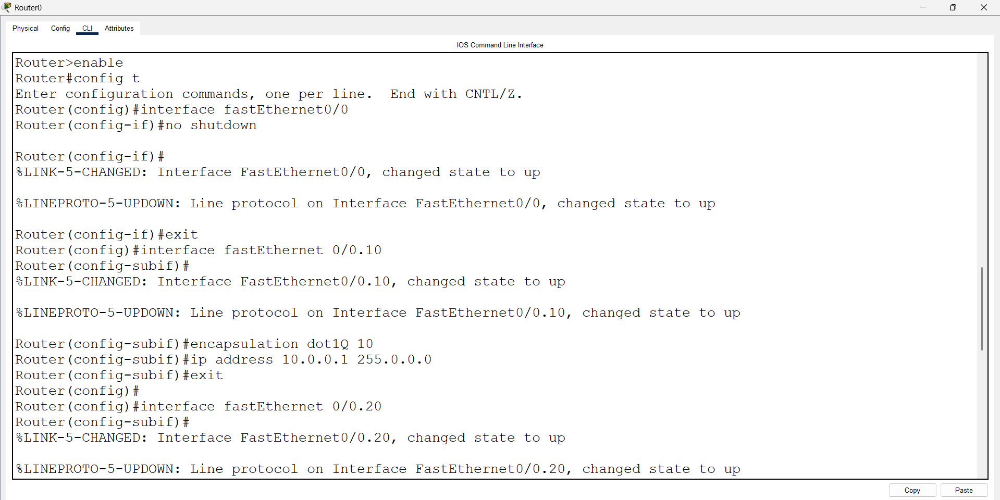 Router0
Physical Config CLI Attributes
IOS Command Line Interface
Router>enable
Router#config t
Enter configuration commands, one per line.  End with CNTL/Z.
Router(config)#interface fastEthernet0/0
Router(config-if)#no shutdown
Router(config-if)#
%LINK-5-CHANGED: Interface FastEthernet0/0, changed state to up
%LINEPROTO-5-UPDOWN: Line protocol on Interface FastEthernet0/0, changed state to up
Router(config-if)#exit
Router(config)#interface fastEthernet 0/0.10
Router(config-subif)#
%LINK-5-CHANGED: Interface FastEthernet0/0.10, changed state to up
%LINEPROTO-5-UPDOWN: Line protocol on Interface FastEthernet0/0.10, changed state to up
Router(config-subif)#encapsulation dot1Q 10
Router(config-subif)#ip address 10.0.0.1 255.0.0.0
Router(config-subif)#exit
Router(config)#
Router(config)#interface fastEthernet 0/0.20
Router(config-subif)#
%LINK-5-CHANGED: Interface FastEthernet0/0.20, changed state to up
%LINEPROTO-5-UPDOWN: Line protocol on Interface FastEthernet0/0.20, changed state to up
Copy Paste